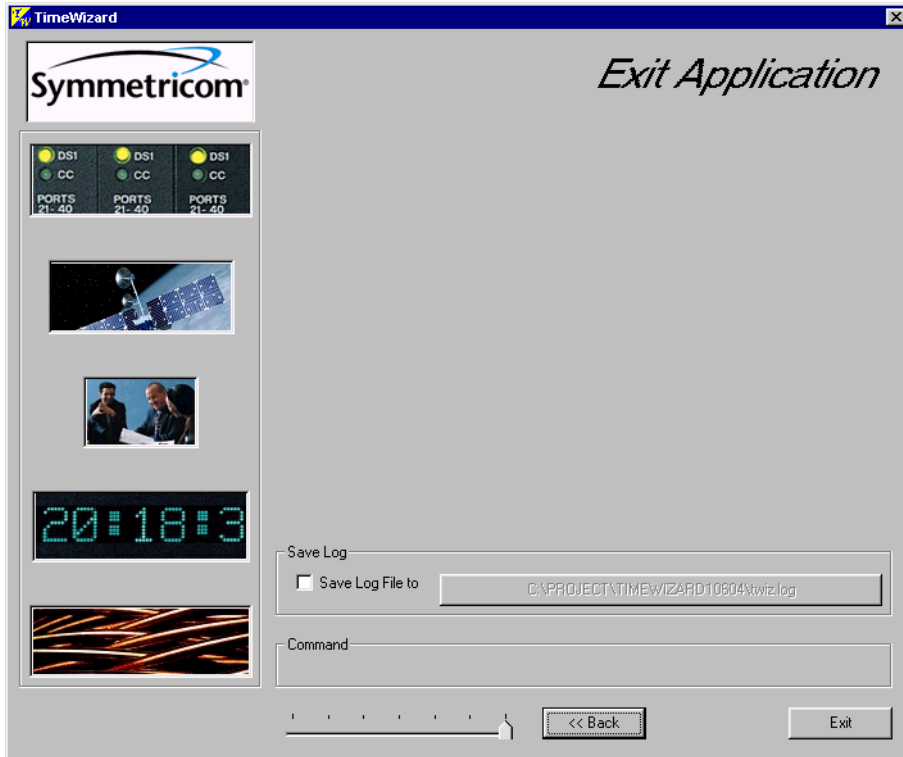 TimeWizard
Symmetricom
Exit Application
DS1 DS1 DS1
CC CC CC
PORTS PORTS PORTS
21-40 21-40 21-40
20:18:3
Save Log
Save Log File to
C:\PROJECT\TIMEWIZARD10604\twiz.log
Command
<< Back
Exit